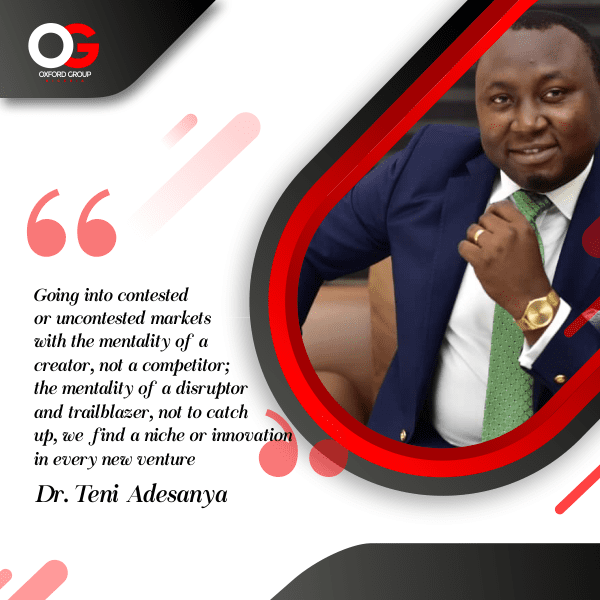 OG
OXFORD GROUP
Going into contested
or uncontested markets
with the mentality of a
creator, not a competitor;
the mentality of a disruptor
and trailblazer, not to catch
up, we find a niche or innovation
in every new venture
Dr. Teni Adesanya